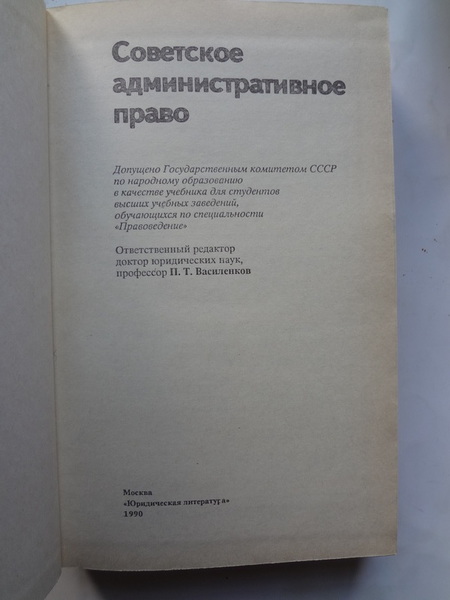 Советское
административное
право
Допущено Государственным комитетом СССР
по народному образованию
в качестве учебника для студентов
высших учебных заведений,
обучающихся по специальности
«Правоведение»
Ответственный редактор
доктор юридических наук,
профессор П. Т. Василенков
Москва
«Юридическая литература»
1990